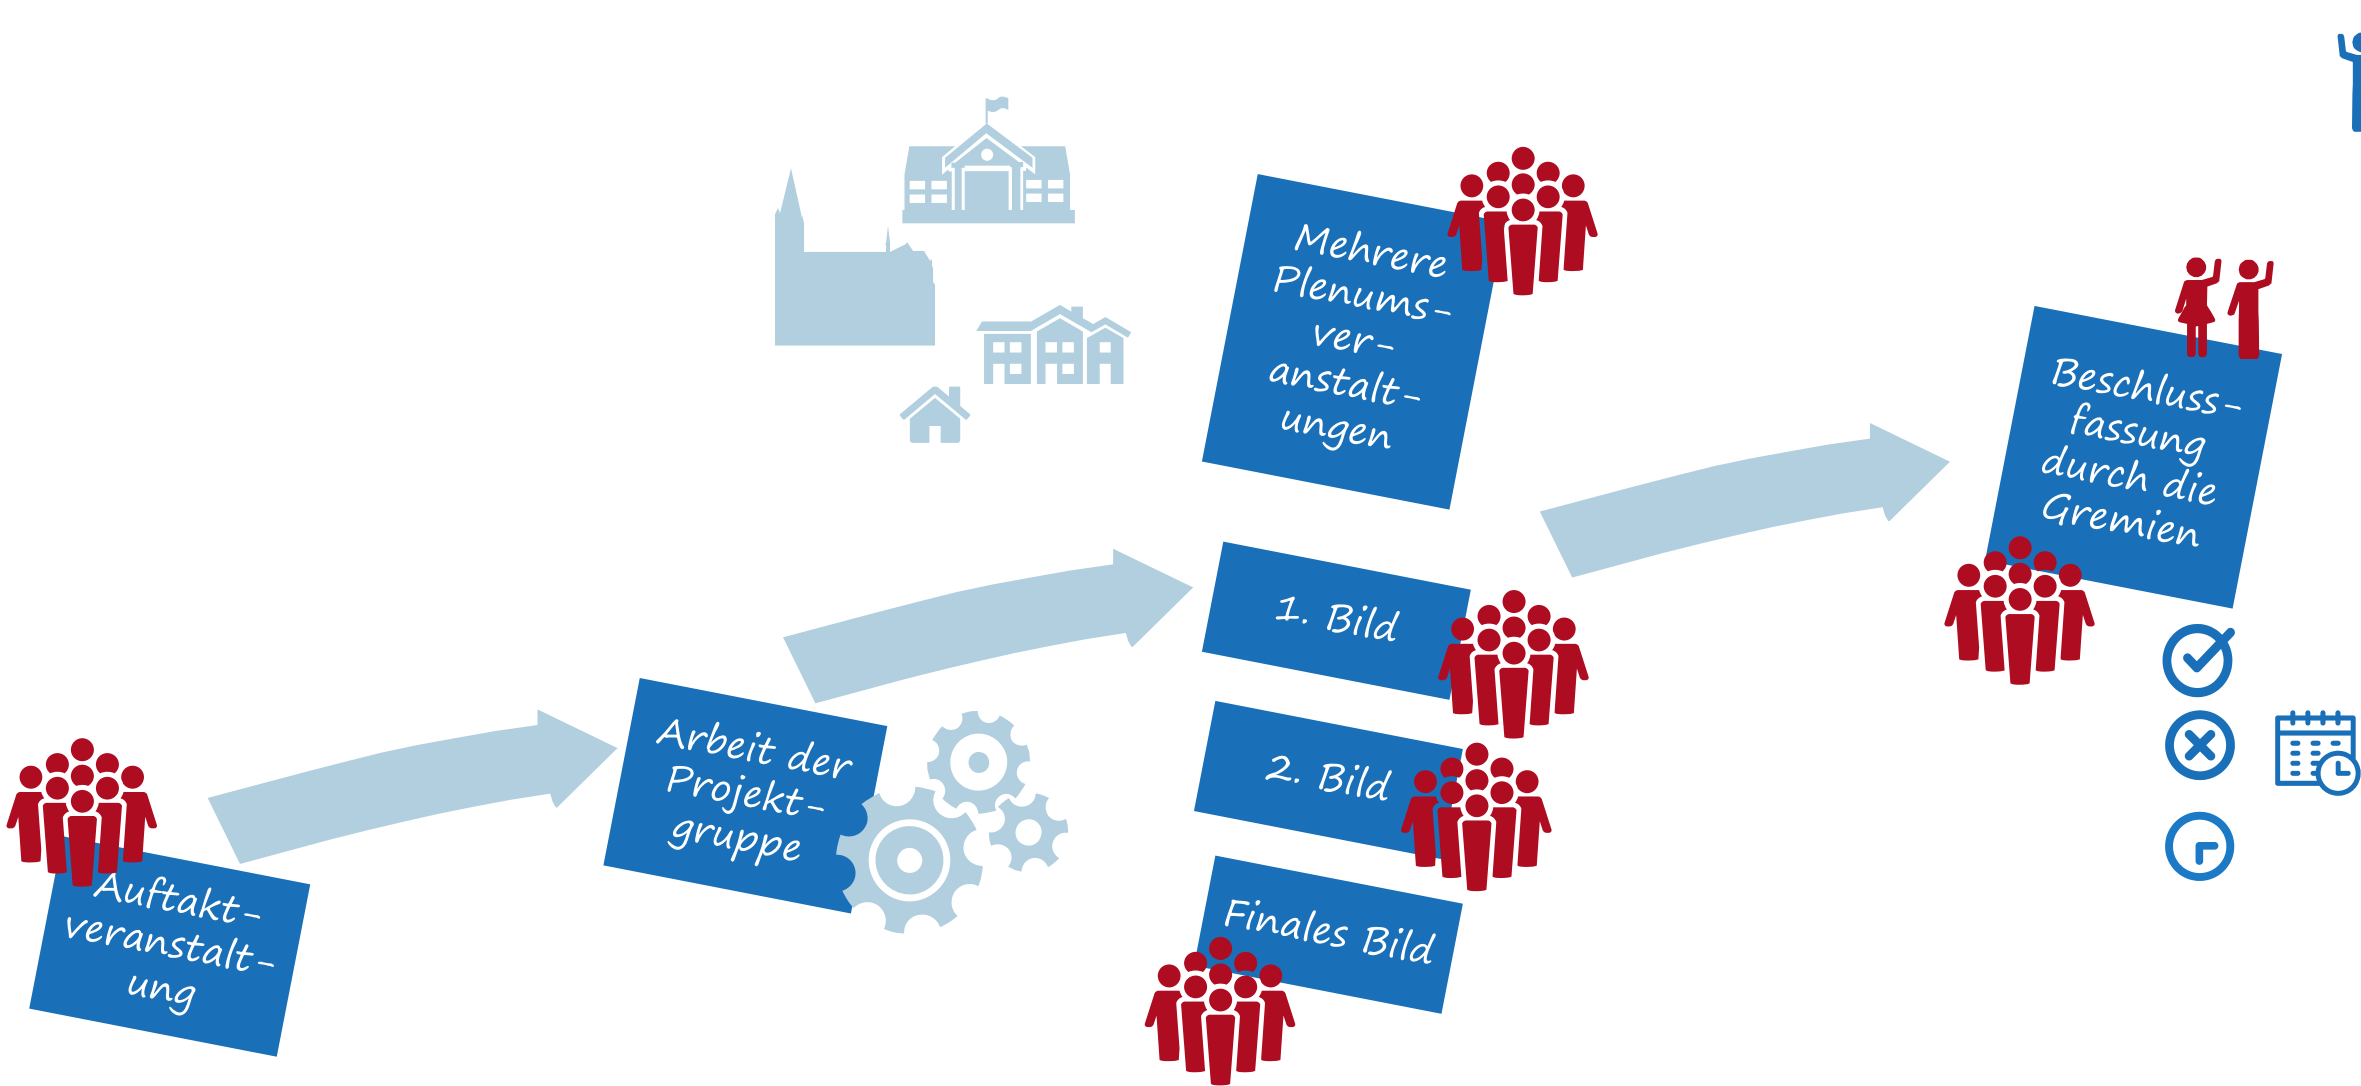 Auftakt-
veranstalt-
ung
Arbeit der
Projekt-
gruppe
Mehrere
Plenums-
ver-
anstalt-
ungen
1. Bild
2. Bild
Finales Bild
Beschluss-
fassung
durch die
Gremien